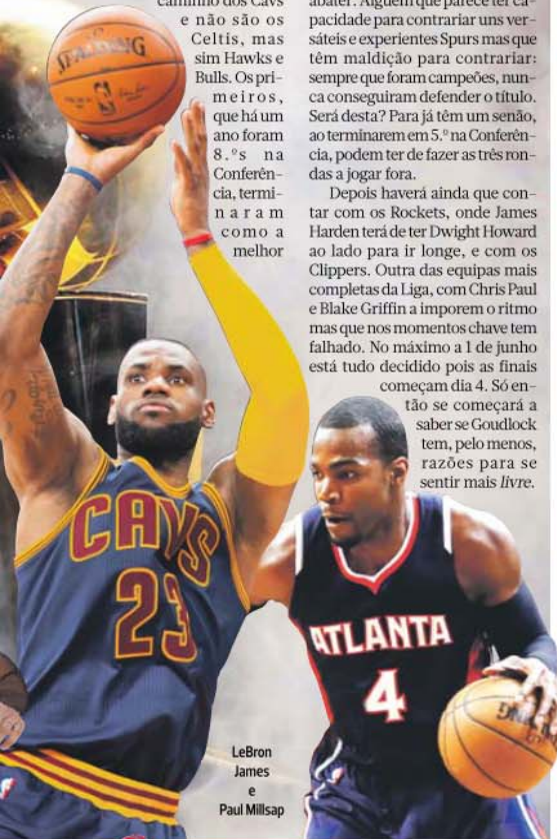 caminho dos Cavs
e não são os
Celtis, mas
sim Hawks e
Bulls. Os pri-
meiros,
que há um
ano foram
8.ºs na
Conferên-
cia, termi-
naram
como a
melhor
abater. Alguém que parece ter ca-
pacidade para contrariar uns ver-
sáteis e experientes Spurs mas que
têm maldição para contrariar:
sempre que foram campeões, nun-
ca conseguiram defender o título.
Será desta? Para já têm um senão,
ao terminarem em 5.º na Conferên-
cia, podem ter de fazer as três ron-
das a jogar fora.
Depois haverá ainda que con-
tar com os Rockets, onde James
Harden terá de ter Dwight Howard
ao lado para ir longe, e com os
Clippers. Outra das equipas mais
completas da Liga, com Chris Paul
e Blake Griffin a imporem o ritmo
mas que nos momentos chave tem
falhado. No máximo a 1 de junho
está tudo decidido pois as finais
começam dia 4. Só en-
tão se começará a
saber se Goudlock
tem, pelo menos,
razões para se
sentir mais livre.
SPALDING
CAVS
23
ATLANTA
4
LeBron
James
e
Paul Millsap